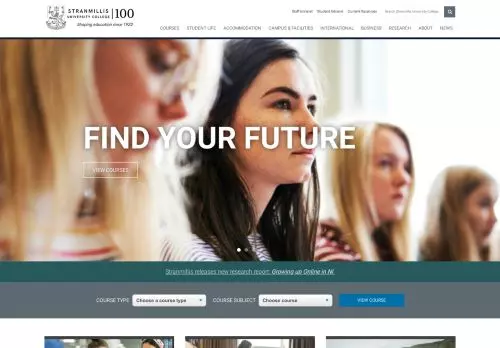 STRANMILLIS
UNIVERSITY COLLEGE
100
Shaping education since 1922
Staff Intranet Student Intranet Current Vacancies
Search Stranmillis University College
COURSES STUDENT LIFE ACCOMMODATION CAMPUS & FACILITIES INTERNATIONAL BUSINESS RESEARCH ABOUT NEWS
FIND YOUR FUTURE
VIEW COURSES
Stranmillis releases new research report: Growing up Online in NI.
COURSE TYPE Choose a course type COURSE SUBJECT Choose course VIEW COURSE